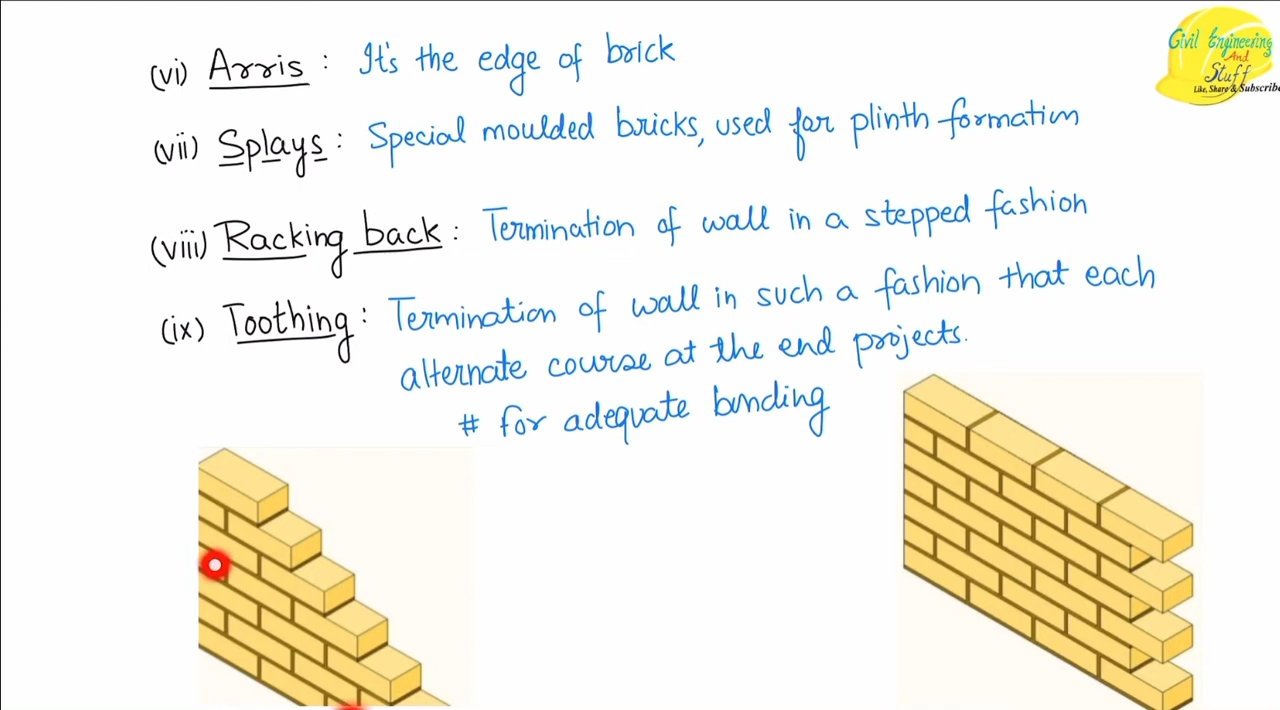 (vi) Arris : It's the edge of brick
(vii) Splays : Special moulded bricks, used for plinth formation
(viii) Racking back : Termination of wall in a stepped fashion
(ix) Toothing : Termination of wall in such a fashion that each
alternate course at the end projects.
# for adequate bonding
Civil Engineering
And
Stuff
Like, Share & Subscribe